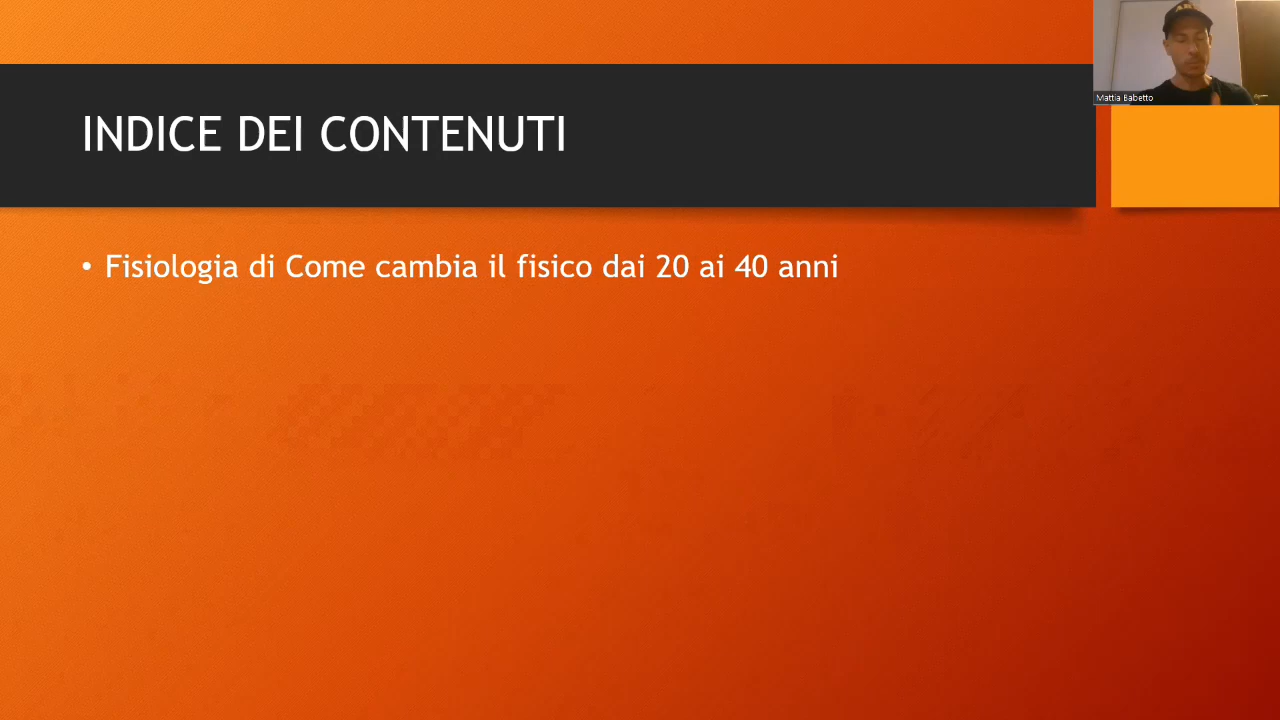 INDICE DEI CONTENUTI
Mattia Babetto
• Fisiologia di Come cambia il fisico dai 20 ai 40 anni